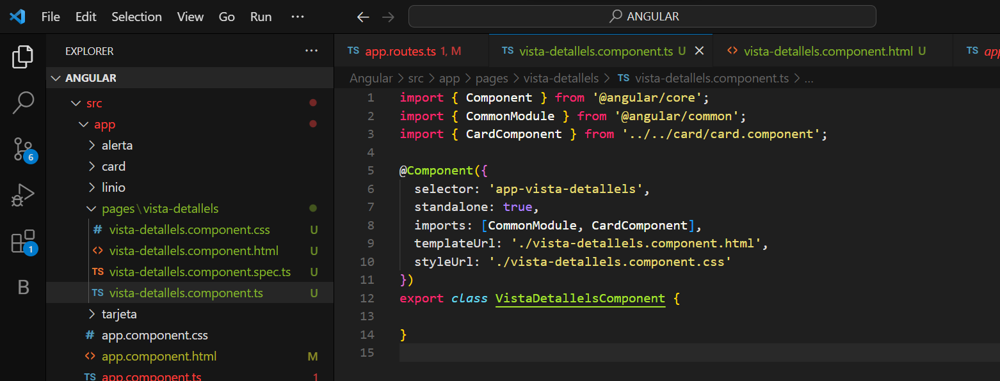 File Edit Selection View Go Run ··· ANGULAR
EXPLORER ···
ANGULAR
src
app
alerta
card
linio
pages\vista-detallels
# vista-detallels.component.css U
<> vista-detallels.component.html U
TS vista-detallels.component.spec.ts U
TS vista-detallels.component.ts U
tarjeta
# app.component.css
<> app.component.html M
TS app.component.ts 1
6
1
B
TS app.routes.ts 1, M
TS vista-detallels.component.ts U
<> vista-detallels.component.html U
TS app
Angular > src > app > pages > vista-detallels > TS vista-detallels.component.ts > ...
1 import { Component } from '@angular/core';
2 import { CommonModule } from '@angular/common';
3 import { CardComponent } from '../../card/card.component';
4
5 @Component({
6 selector: 'app-vista-detallels',
7 standalone: true,
8 imports: [CommonModule, CardComponent],
9 templateUrl: './vista-detallels.component.html',
10 styleUrl: './vista-detallels.component.css'
11 })
12 export class VistaDetallelsComponent {
13
14 }
15